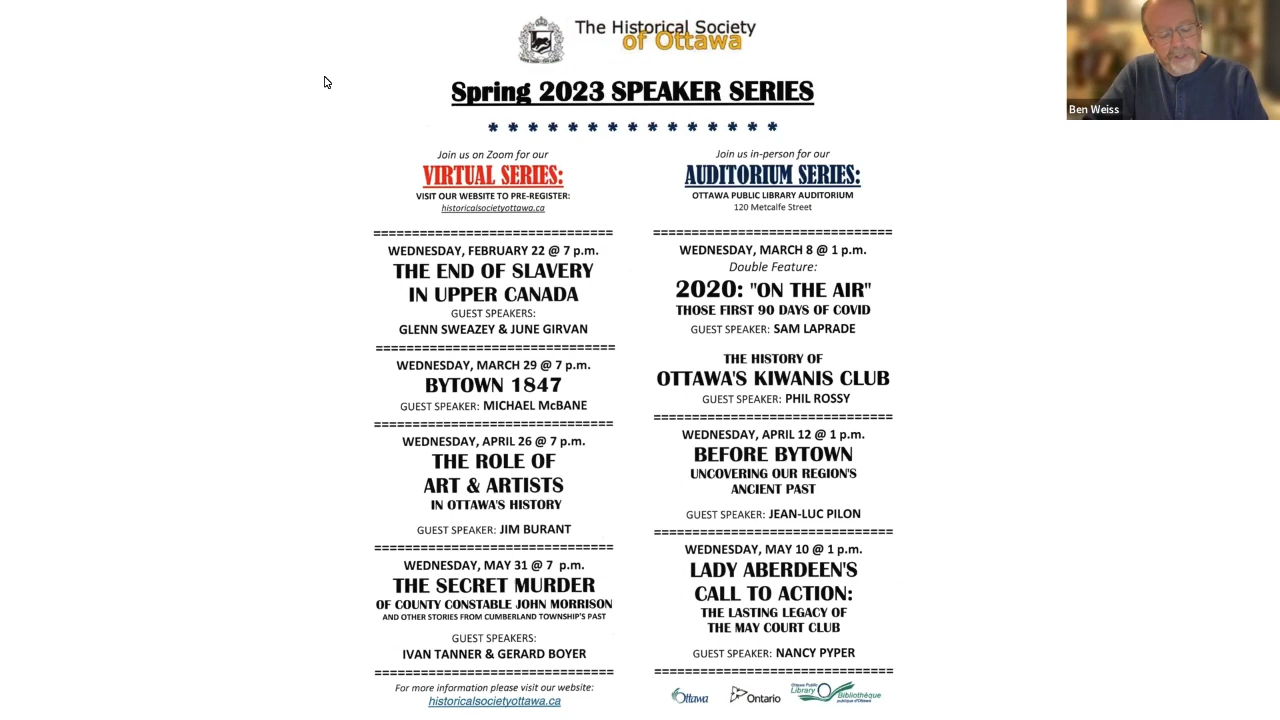 The Historical Society
of Ottawa
Spring 2023 SPEAKER SERIES
* * * * * * * * * * * * * * *
Join us on Zoom for our
VIRTUAL SERIES:
VISIT OUR WEBSITE TO PRE-REGISTER:
historicalsocietyottawa.ca
==============================
WEDNESDAY, FEBRUARY 22 @ 7 p.m.
THE END OF SLAVERY
IN UPPER CANADA
GUEST SPEAKERS:
GLENN SWEAZEY & JUNE GIRVAN
==============================
WEDNESDAY, MARCH 29 @ 7 p.m.
BYTOWN 1847
GUEST SPEAKER: MICHAEL McBANE
==============================
WEDNESDAY, APRIL 26 @ 7 p.m.
THE ROLE OF
ART & ARTISTS
IN OTTAWA'S HISTORY
GUEST SPEAKER: JIM BURANT
==============================
WEDNESDAY, MAY 31 @ 7 p.m.
THE SECRET MURDER
OF COUNTY CONSTABLE JOHN MORRISON
AND OTHER STORIES FROM CUMBERLAND TOWNSHIP'S PAST
GUEST SPEAKERS:
IVAN TANNER & GERARD BOYER
==============================
For more information please visit our website:
historicalsocietyottawa.ca
Join us in-person for our
AUDITORIUM SERIES:
OTTAWA PUBLIC LIBRARY AUDITORIUM
120 Metcalfe Street
==============================
WEDNESDAY, MARCH 8 @ 1 p.m.
Double Feature:
2020: "ON THE AIR"
THOSE FIRST 90 DAYS OF COVID
GUEST SPEAKER: SAM LAPRADE
THE HISTORY OF
OTTAWA'S KIWANIS CLUB
GUEST SPEAKER: PHIL ROSSY
==============================
WEDNESDAY, APRIL 12 @ 1 p.m.
BEFORE BYTOWN
UNCOVERING OUR REGION'S
ANCIENT PAST
GUEST SPEAKER: JEAN-LUC PILON
==============================
WEDNESDAY, MAY 10 @ 1 p.m.
LADY ABERDEEN'S
CALL TO ACTION:
THE LASTING LEGACY OF
THE MAY COURT CLUB
GUEST SPEAKER: NANCY PYPER
==============================
Ottawa
Ontario
Ottawa Public
Library
Bibliothèque
publique d'Ottawa
Ben Weiss